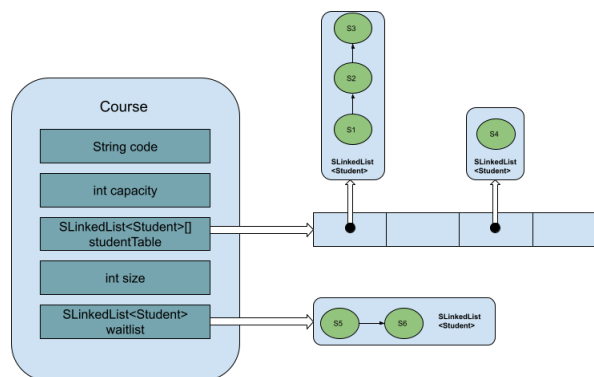 Course
String code
int capacity
SLinkedList<Student>[]
studentTable
int size
SLinkedList<Student>
waitlist
S3
S2
S1
SLinkedList
<Student>
S4
SLinkedList
<Student>
S5
S6
SLinkedList
<Student>